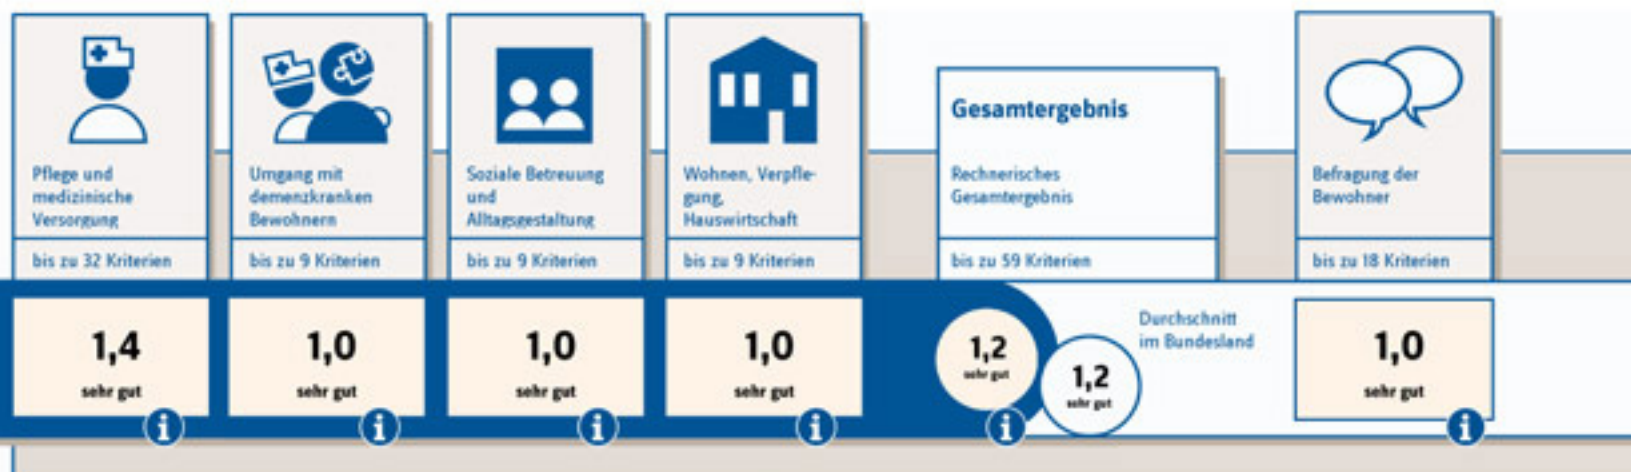 Pflege und
medizinische
Versorgung
bis zu 32 Kriterien
1,4
sehr gut
i
Umgang mit
demenzkranken
Bewohnern
bis zu 9 Kriterien
1,0
sehr gut
i
Soziale Betreuung
und
Alltagsgestaltung
bis zu 9 Kriterien
1,0
sehr gut
i
Wohnen, Verpfle-
gung,
Hauswirtschaft
bis zu 9 Kriterien
1,0
sehr gut
i
Gesamtergebnis
Rechnerisches
Gesamtergebnis
bis zu 59 Kriterien
1,2
sehr gut
i
1,2
sehr gut
Durchschnitt
im Bundesland
Befragung der
Bewohner
bis zu 18 Kriterien
1,0
sehr gut
i